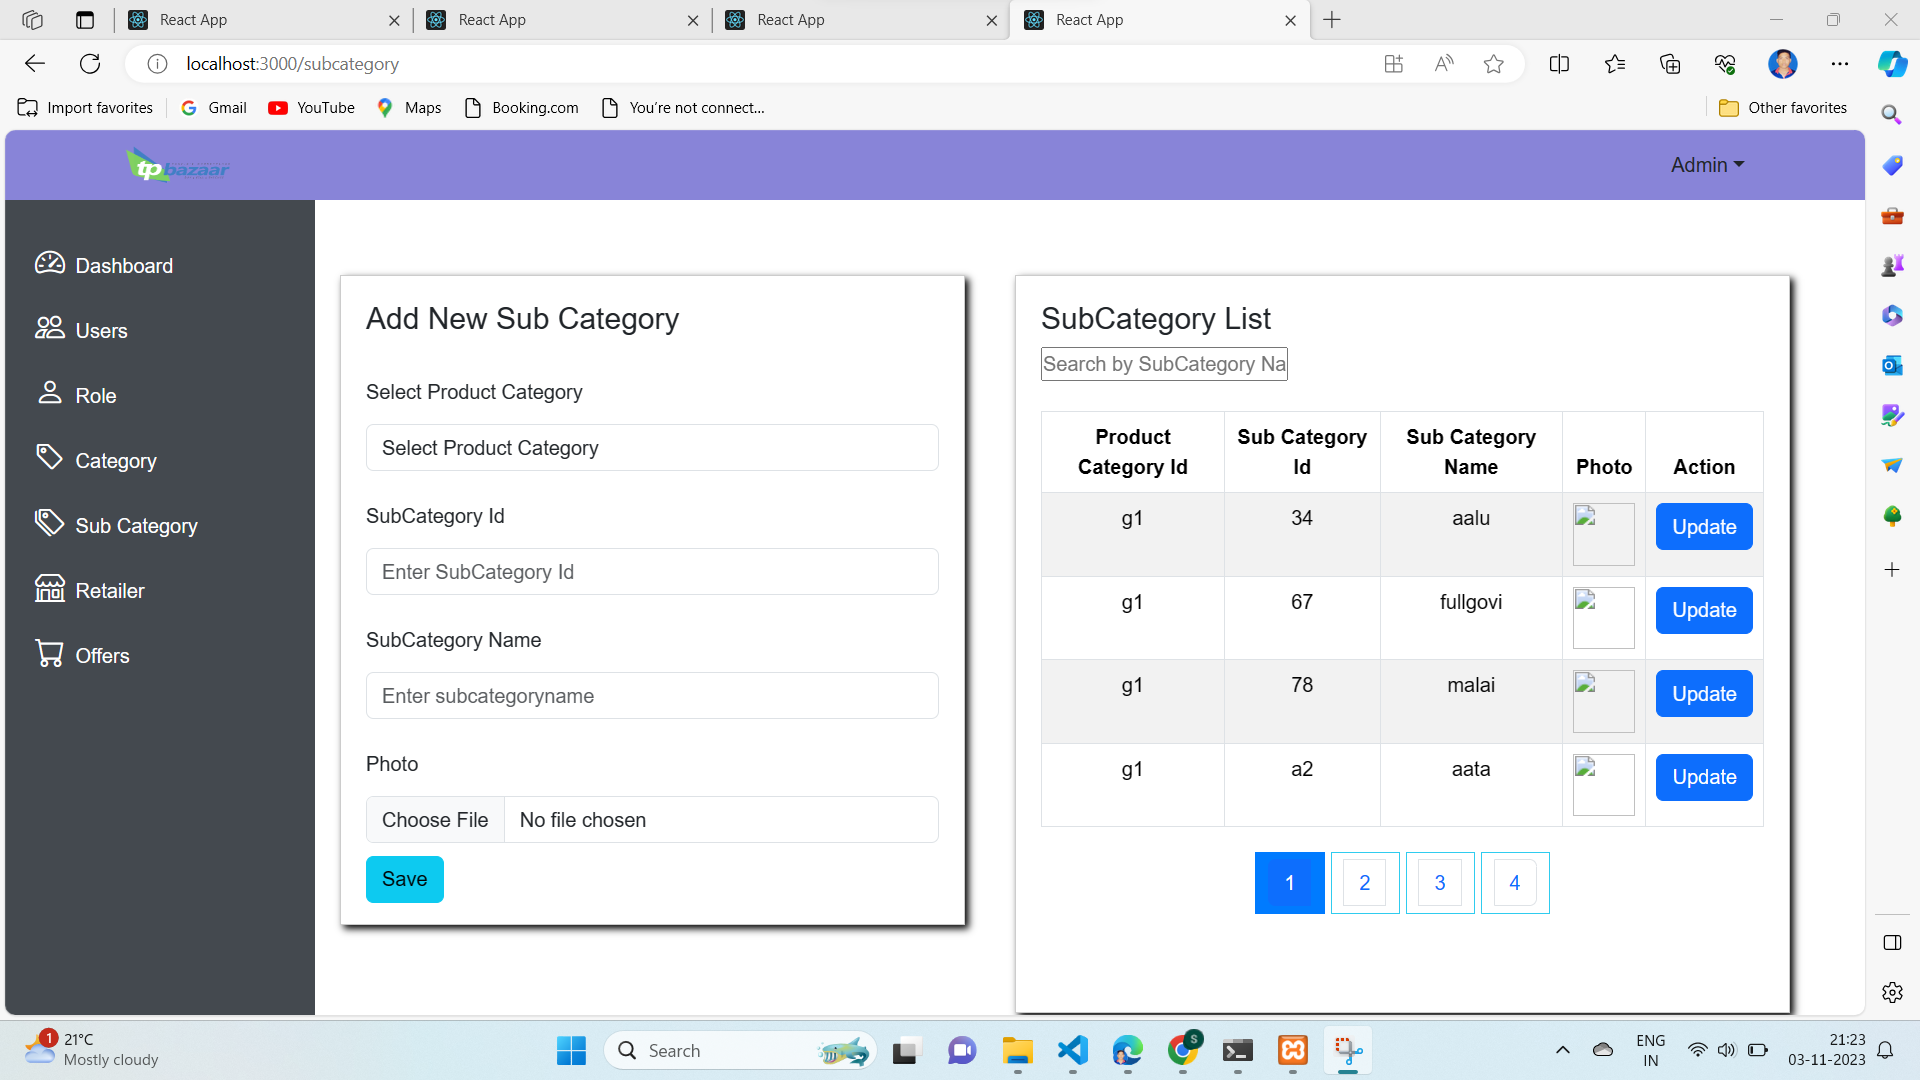 React App
React App
React App
React App
localhost:3000/subcategory
Import favorites
Gmail
YouTube
Maps
Booking.com
You're not connect...
Other favorites
tpbazaar
Admin
Dashboard
Users
Role
Category
Sub Category
Retailer
Offers
Add New Sub Category
Select Product Category
Select Product Category
SubCategory Id
Enter SubCategory Id
SubCategory Name
Enter subcategoryname
Photo
Choose File No file chosen
Save
SubCategory List
Search by SubCategory Na
Product Category Id Sub Category Id Sub Category Name Photo Action
g1 34 aalu Update
g1 67 fullgovi Update
g1 78 malai Update
g1 a2 aata Update
1 2 3 4
1
21°C
Mostly cloudy
Search
S
ENG
IN
21:23
03-11-2023